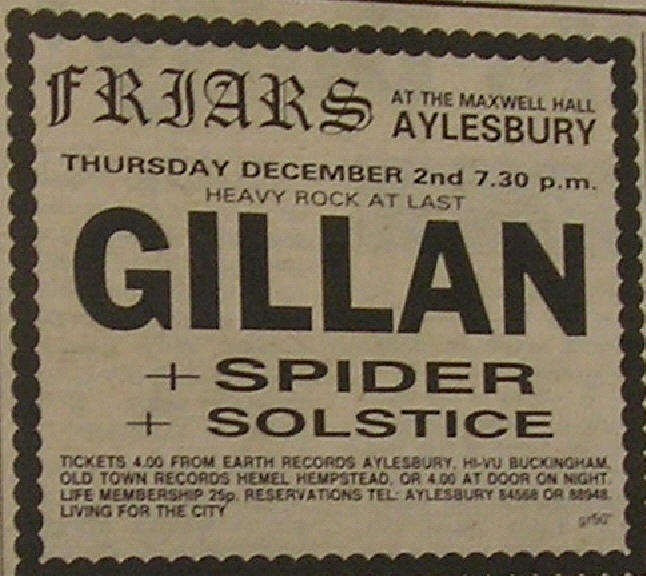 FRIARS
AT THE MAXWELL HALL
AYLESBURY
THURSDAY DECEMBER 2nd 7.30 p.m.
HEAVY ROCK AT LAST
GILLAN
+ SPIDER
+ SOLSTICE
TICKETS 4.00 FROM EARTH RECORDS AYLESBURY, HI-VU BUCKINGHAM,
OLD TOWN RECORDS HEMEL HEMPSTEAD, OR 4.00 AT DOOR ON NIGHT.
LIFE MEMBERSHIP 25p. RESERVATIONS TEL: AYLESBURY 84568 OR 88948.
LIVING FOR THE CITY